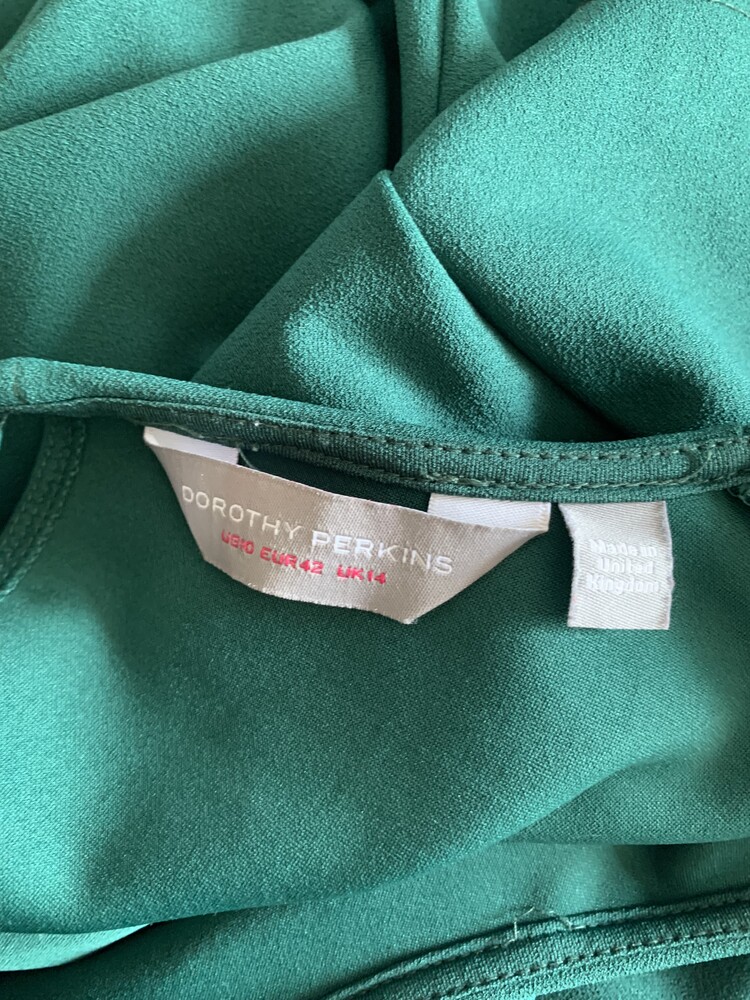 DOROTHY PERKINS
US10 EUR42 UK14
Made in
United
Kingdom